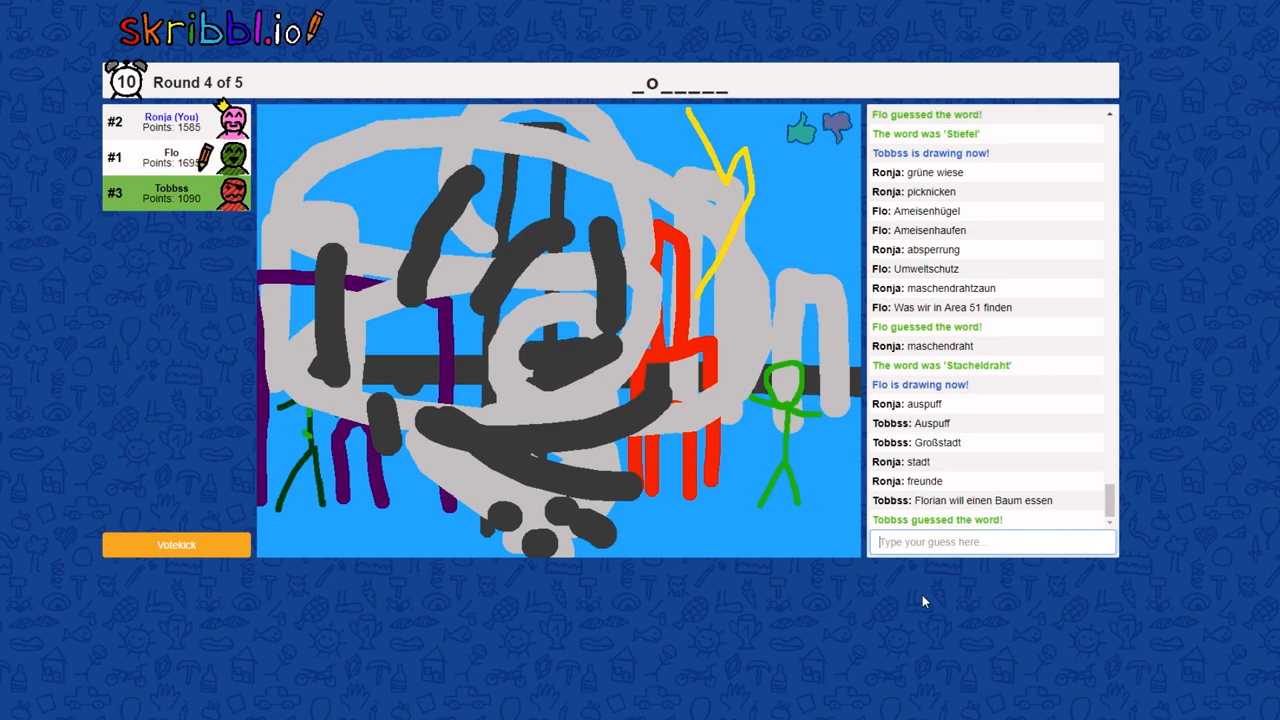 skribbl.io
10
Round 4 of 5
_o_____
#2
Ronja (You)
Points: 1585
#1
Flo
#3
Tobbss
Points: 1090
Votekick
Flo guessed the word!
The word was 'Stiefel'
Tobbss is drawing now!
Ronja: grüne wiese
Ronja: picknicken
Flo: Ameisenhügel
Flo: Ameisenhaufen
Ronja: absperrung
Flo: Umweltschutz
Ronja: maschendrahtzaun
Flo: Was wir in Area 51 finden
Flo guessed the word!
Ronja: maschendraht
The word was 'Stacheldraht'
Flo is drawing now!
Ronja: auspuff
Tobbss: Auspuff
Tobbss: Großstadt
Ronja: stadt
Ronja: freunde
Tobbss: Florian will einen Baum essen
Tobbss guessed the word!
Type your guess here...